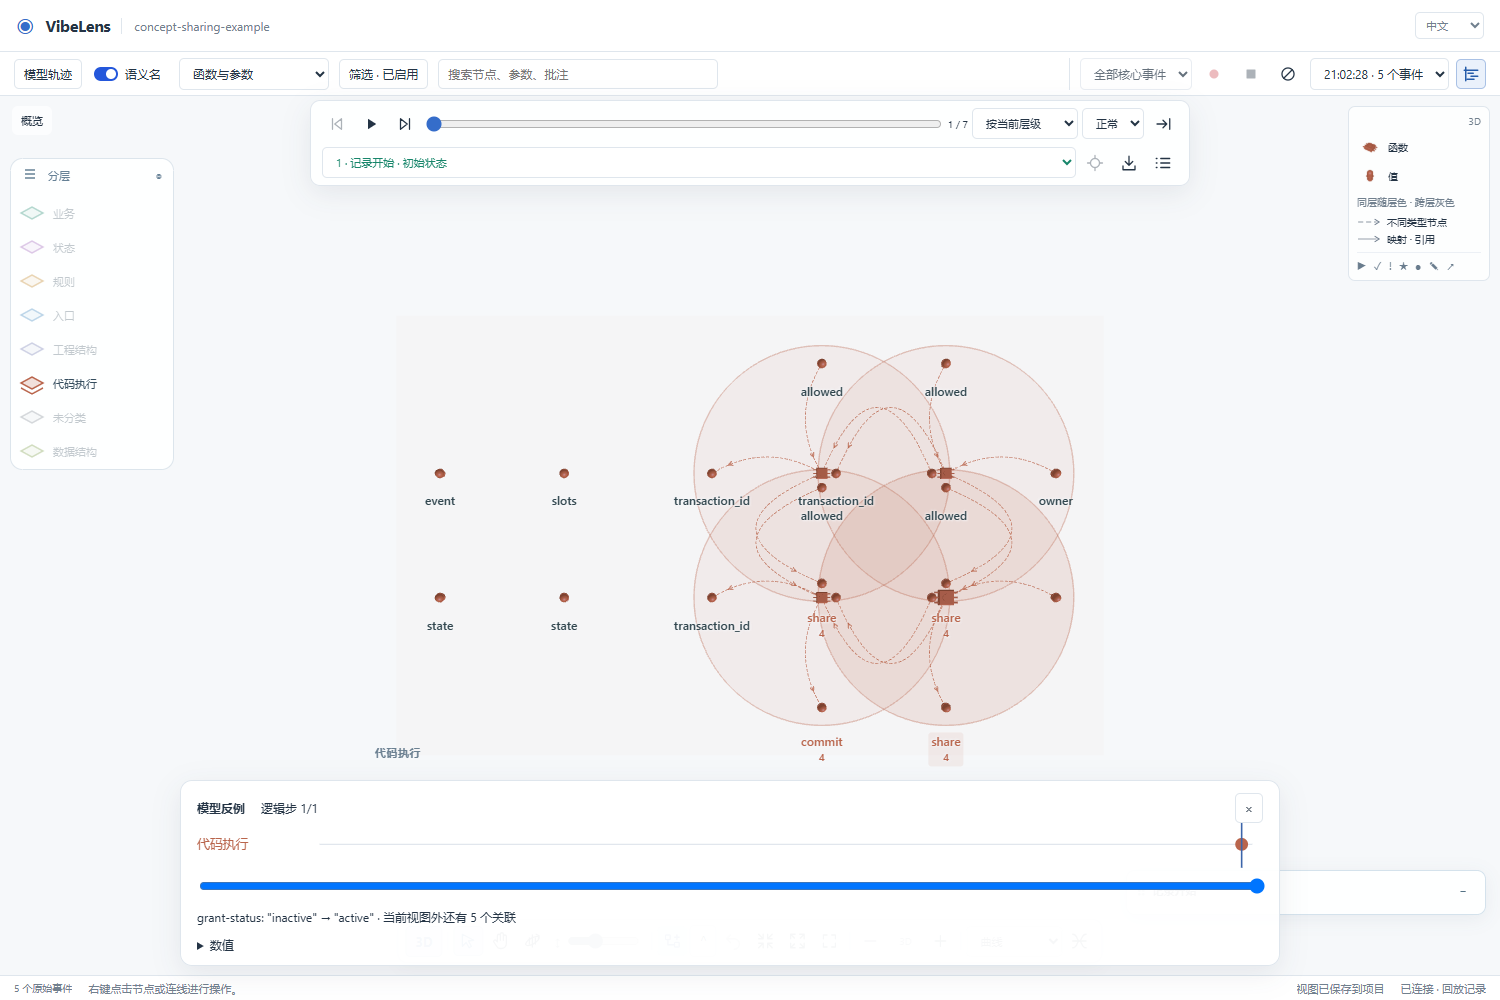 VibeLens concept-sharing-example 中文
模型轨迹 语义名 函数与参数 筛选 · 已启用 搜索节点、参数、批注 全部核心事件 21:02:28 · 5 个事件
概览
1 / 7 按当前层级 正常
1 · 记录开始 · 初始状态
3D
函数
值
同层随层色 · 跨层灰色
不同类型节点
映射 · 引用
分层
业务
状态
规则
入口
工程结构
代码执行
未分类
数据结构
allowed allowed
event slots transaction_id transaction_id owner
allowed allowed
state state transaction_id share share
4 4
commit share
4 4
代码执行
模型反例 逻辑步 1/1 ×
代码执行
grant-status: "inactive" → "active" · 当前视图外还有 5 个关联
数值
5 个原始事件 右键点击节点或连线进行操作。 视图已保存到项目 已连接 · 回放记录